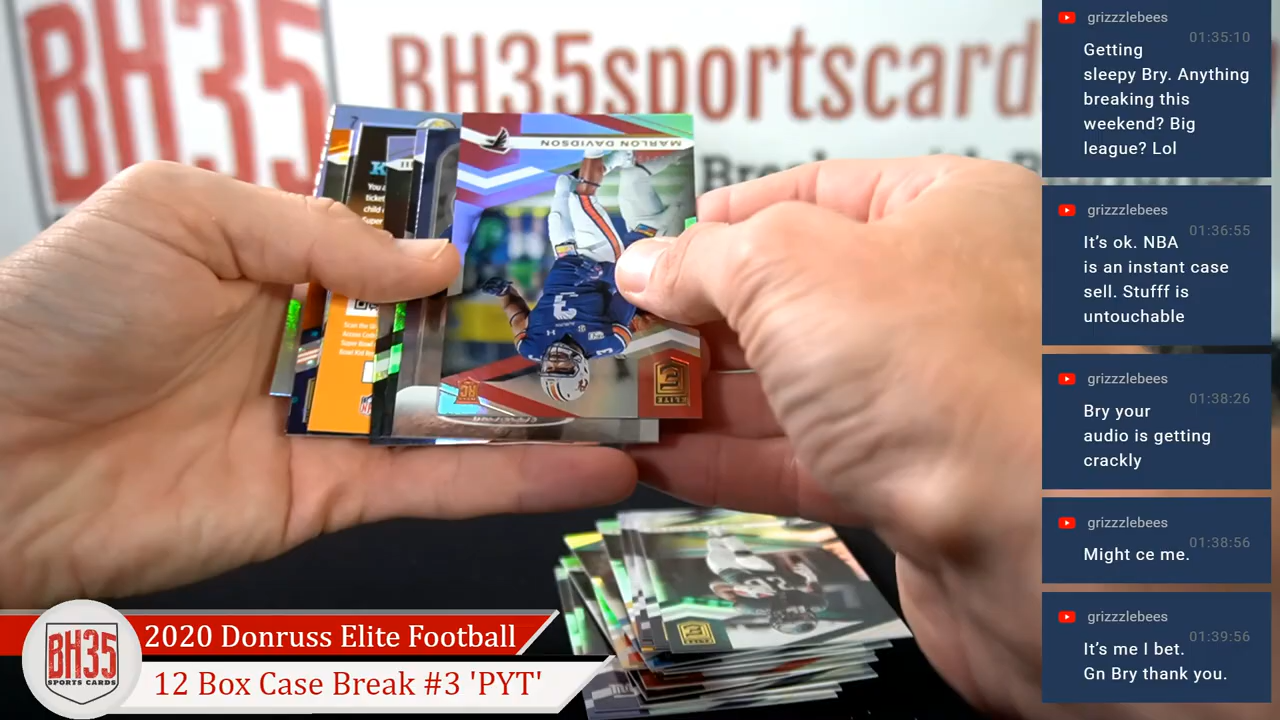 BH35
BH35sportscard
MARLON DAVIDSON
ELITE
3
grizzzlebees
01:35:10
Getting
sleepy Bry. Anything
breaking this
weekend? Big
league? Lol
grizzzlebees
01:36:55
It’s ok. NBA
is an instant case
sell. Stufff is
untouchable
grizzzlebees
01:38:26
Bry your
audio is getting
crackly
grizzzlebees
01:38:56
Might ce me.
grizzzlebees
01:39:56
It’s me I bet.
Gn Bry thank you.
BH35
SPORTS CARDS
2020 Donruss Elite Football
12 Box Case Break #3 'PYT'